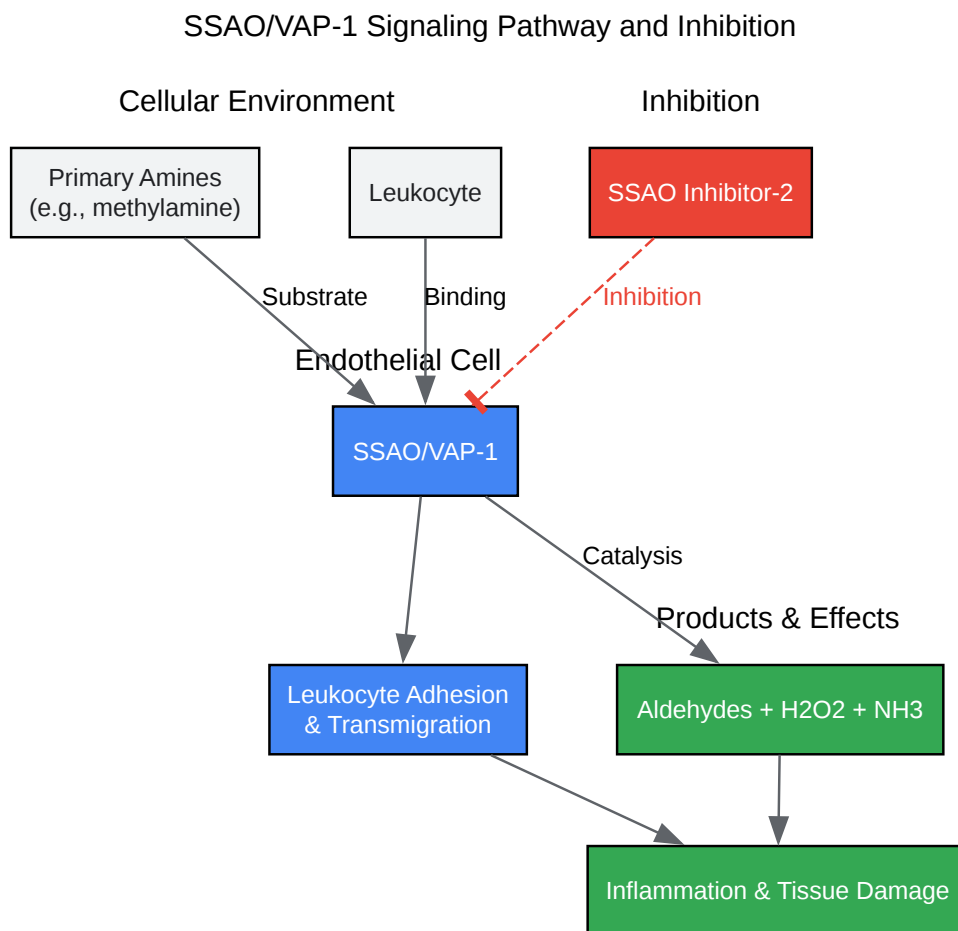 SSAO/VAP-1 Signaling Pathway and Inhibition
Cellular Environment
Inhibition
Primary Amines
(e.g., methylamine)
Leukocyte
SSAO Inhibitor-2
Substrate
Binding
Inhibition
Endothelial Cell
SSAO/VAP-1
Catalysis
Products & Effects
Leukocyte Adhesion
& Transmigration
Aldehydes + H2O2 + NH3
Inflammation & Tissue Damage